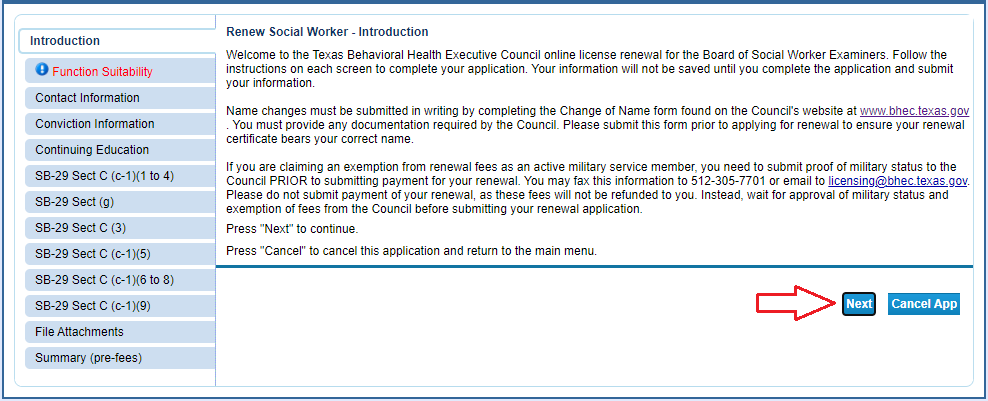 Introduction
Function Suitability
Contact Information
Conviction Information
Continuing Education
SB-29 Sect C (c-1)(1 to 4)
SB-29 Sect (g)
SB-29 Sect C (3)
SB-29 Sect C (c-1)(5)
SB-29 Sect C (c-1)(6 to 8)
SB-29 Sect C (c-1)(9)
File Attachments
Summary (pre-fees)
Renew Social Worker - Introduction
Welcome to the Texas Behavioral Health Executive Council online license renewal for the Board of Social Worker Examiners. Follow the
instructions on each screen to complete your application. Your information will not be saved until you complete the application and submit
your information.
Name changes must be submitted in writing by completing the Change of Name form found on the Council's website at www.bhec.texas.gov
. You must provide any documentation required by the Council. Please submit this form prior to applying for renewal to ensure your renewal
certificate bears your correct name.
If you are claiming an exemption from renewal fees as an active military service member, you need to submit proof of military status to the
Council PRIOR to submitting payment for your renewal. You may fax this information to 512-305-7701 or email to licensing@bhec.texas.gov.
Please do not submit payment of your renewal, as these fees will not be refunded to you. Instead, wait for approval of military status and
exemption of fees from the Council before submitting your renewal application.
Press "Next" to continue.
Press "Cancel" to cancel this application and return to the main menu.
Next
Cancel App